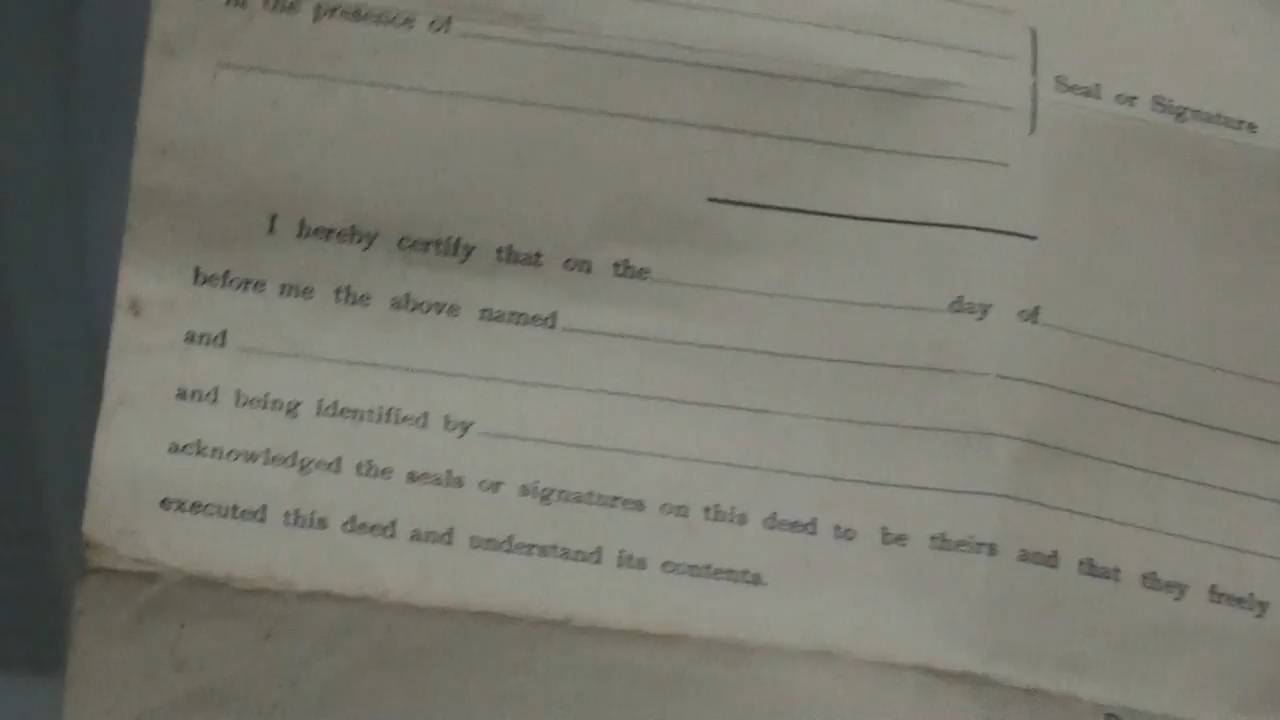 in the presence of
Seal or Signature
I hereby certify that on the day of
before me the above named
and
and being identified by
acknowledged the seals or signatures on this deed to be theirs and that they freely
executed this deed and understand its contents.